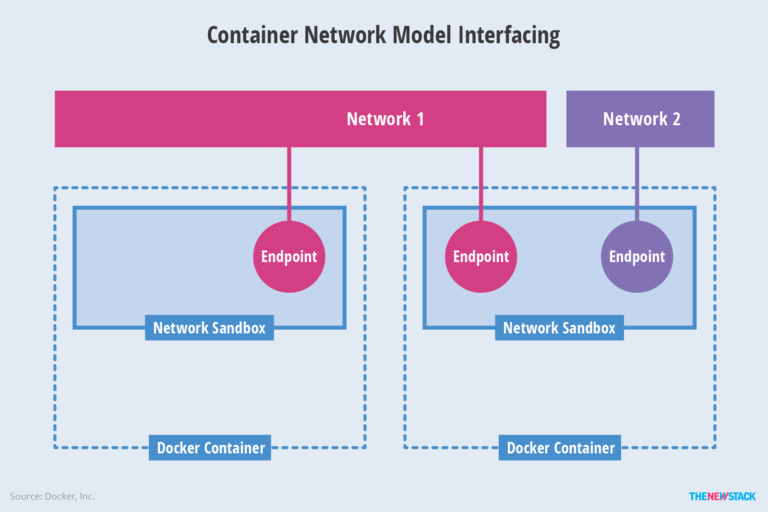 Container Network Model Interfacing
Network 1
Network 2
Endpoint
Endpoint
Endpoint
Network Sandbox
Network Sandbox
Docker Container
Docker Container
Source: Docker, Inc.
THENEWSTACK